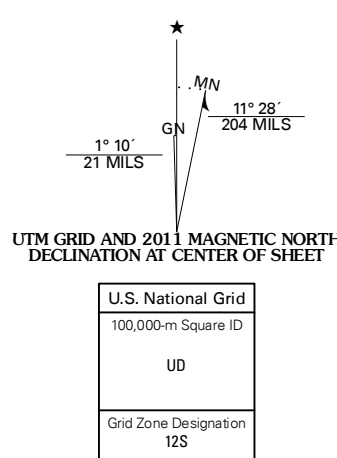 ★
MN
GN
11° 28´
204 MILS
1° 10´
21 MILS
UTM GRID AND 2011 MAGNETIC NORTH
DECLINATION AT CENTER OF SHEET
U.S. National Grid
100,000-m Square ID
UD
Grid Zone Designation
12S